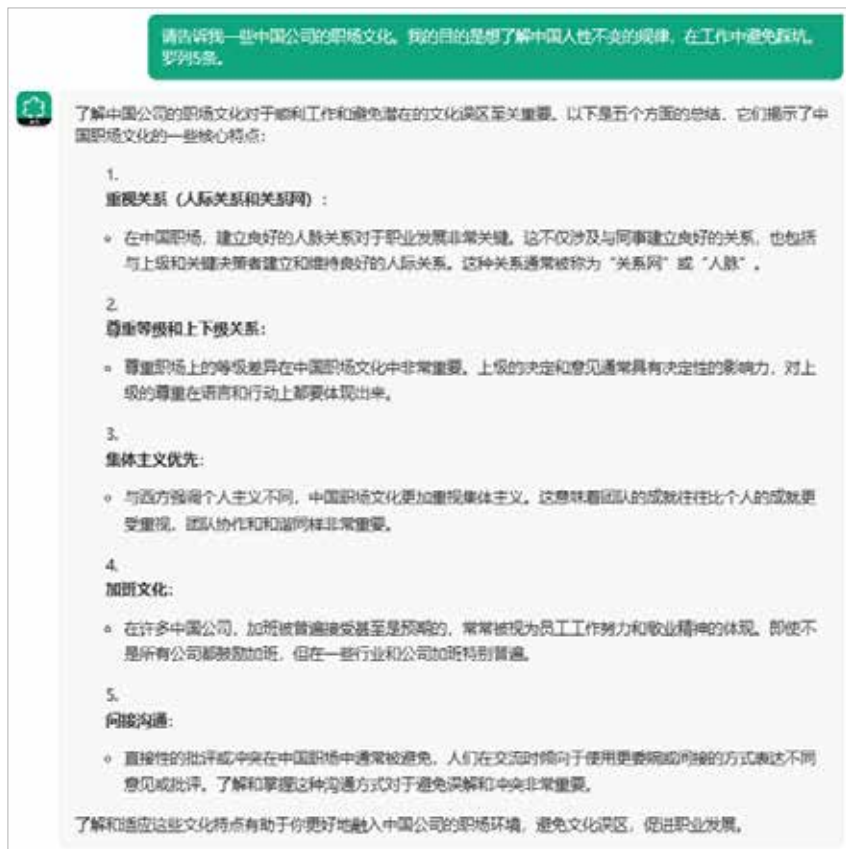 请告诉我一些中国公司的职场文化。我的目的是想了解中国人性不变的规律，在工作中避免踩坑。
罗列5条。
了解中国公司的职场文化对于顺利工作和避免潜在的文化误区至关重要。以下是五个方面的总结，它们揭示了中
国职场文化的一些核心特点：
1.
重视关系（人际关系和关系网）：
在中国职场，建立良好的人脉关系对于职业发展非常关键。这不仅涉及与同事建立良好的关系，也包括
与上级和关键决策者建立和维持良好的人际关系。这种关系通常被称为“关系网”或“人脉”。
2.
尊重等级和上下级关系：
尊重职场上的等级差异在中国职场文化中非常重要。上级的决定和意见通常具有决定性的影响力，对上
级的尊重在语言和行动上都要体现出来。
3.
集体主义优先：
与西方强调个人主义不同，中国职场文化更加重视集体主义。这意味着团队的成就往往比个人的成就更
受重视，团队协作和和谐同样非常重要。
4.
加班文化：
在许多中国公司，加班被普遍接受甚至是预期的，常常被视为员工工作努力和敬业精神的体现。即使不
是所有公司都鼓励加班，但在一些行业和公司加班特别普遍。
5.
间接沟通：
直接性的批评或冲突在中国职场中通常被避免，人们在交流时倾向于使用更委婉或间接的方式表达不同
意见或批评。了解和掌握这种沟通方式对于避免误解和冲突非常重要。
了解和适应这些文化特点有助于你更好地融入中国公司的职场环境，避免文化误区，促进职业发展。